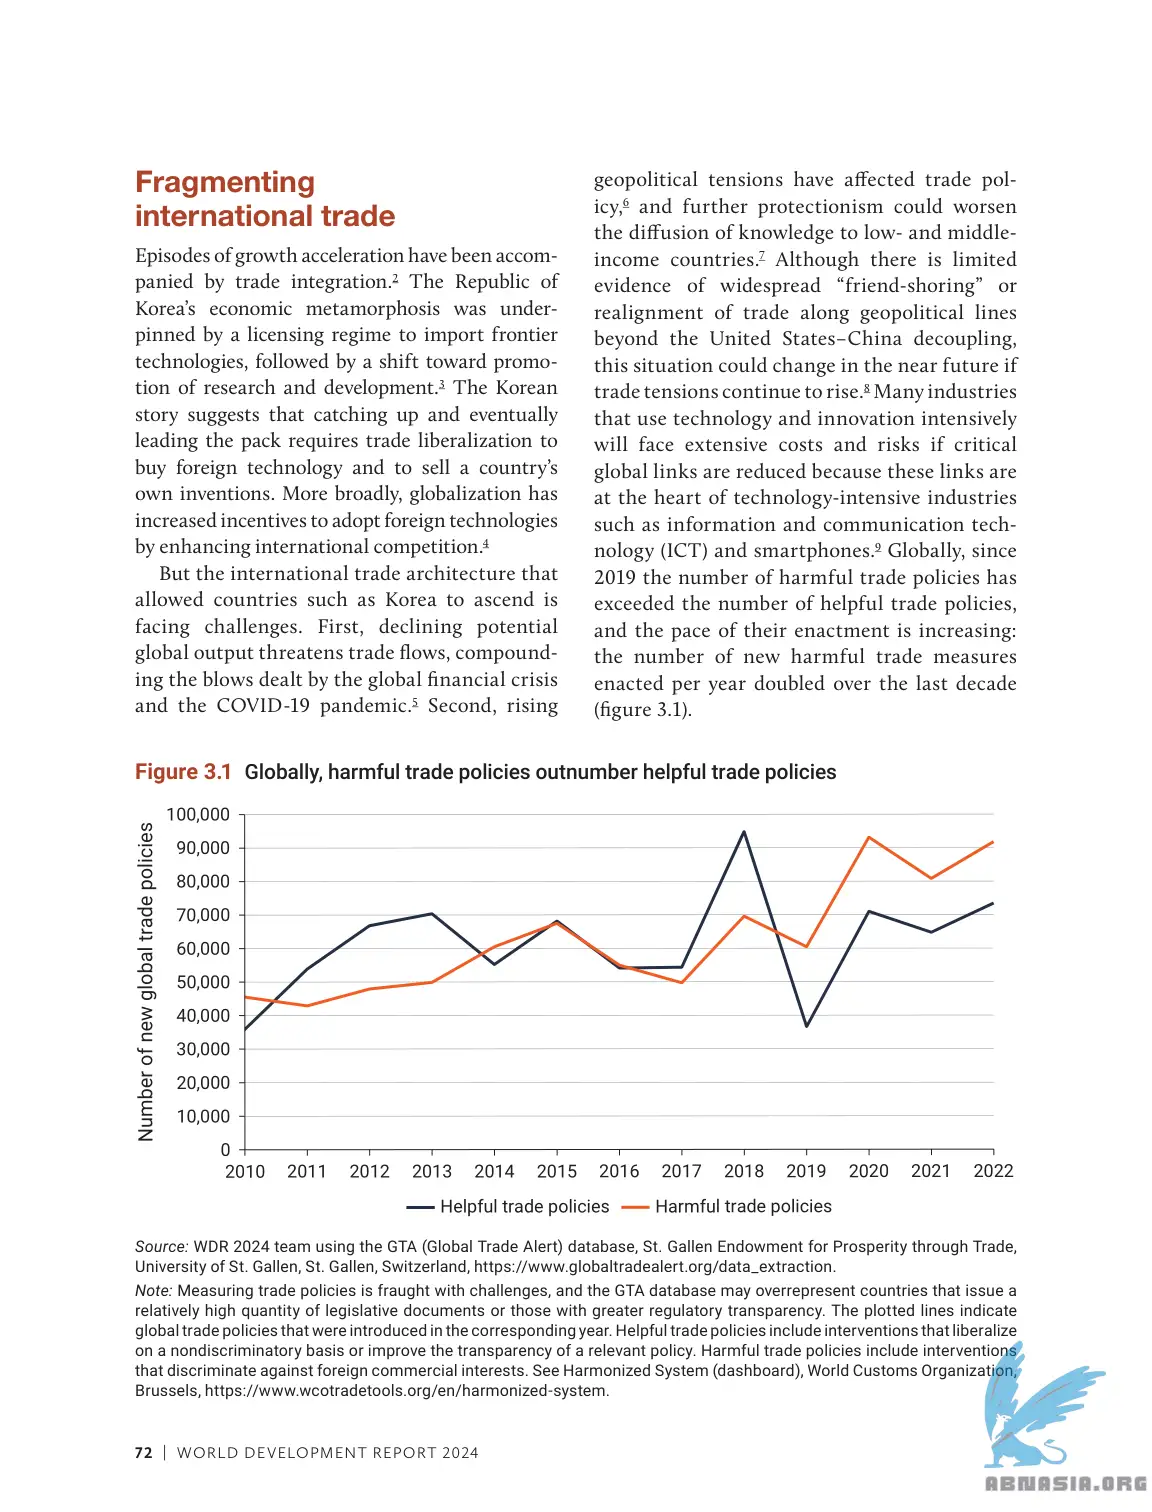 Fragmenting
international trade
Episodes of growth acceleration have been accom-
panied by trade integration.2 The Republic of
Korea’s economic metamorphosis was under-
pinned by a licensing regime to import frontier
technologies, followed by a shift toward promo-
tion of research and development.3 The Korean
story suggests that catching up and eventually
leading the pack requires trade liberalization to
buy foreign technology and to sell a country’s
own inventions. More broadly, globalization has
increased incentives to adopt foreign technologies
by enhancing international competition.4
But the international trade architecture that
allowed countries such as Korea to ascend is
facing challenges. First, declining potential
global output threatens trade flows, compound-
ing the blows dealt by the global financial crisis
and the COVID-19 pandemic.5 Second, rising
geopolitical tensions have affected trade pol-
icy,6 and further protectionism could worsen
the diffusion of knowledge to low- and middle-
income countries.7 Although there is limited
evidence of widespread “friend-shoring” or
realignment of trade along geopolitical lines
beyond the United States–China decoupling,
this situation could change in the near future if
trade tensions continue to rise.8 Many industries
that use technology and innovation intensively
will face extensive costs and risks if critical
global links are reduced because these links are
at the heart of technology-intensive industries
such as information and communication tech-
nology (ICT) and smartphones.9 Globally, since
2019 the number of harmful trade policies has
exceeded the number of helpful trade policies,
and the pace of their enactment is increasing:
the number of new harmful trade measures
enacted per year doubled over the last decade
(figure 3.1).
Figure 3.1 Globally, harmful trade policies outnumber helpful trade policies
Number of new global trade policies
100,000
90,000
80,000
70,000
60,000
50,000
40,000
30,000
20,000
10,000
0
2010 2011 2012 2013 2014 2015 2016 2017 2018 2019 2020 2021 2022
Helpful trade policies Harmful trade policies
Source: WDR 2024 team using the GTA (Global Trade Alert) database, St. Gallen Endowment for Prosperity through Trade,
University of St. Gallen, St. Gallen, Switzerland, https://www.globaltradealert.org/data_extraction.
Note: Measuring trade policies is fraught with challenges, and the GTA database may overrepresent countries that issue a
relatively high quantity of legislative documents or those with greater regulatory transparency. The plotted lines indicate
global trade policies that were introduced in the corresponding year. Helpful trade policies include interventions that liberalize
on a nondiscriminatory basis or improve the transparency of a relevant policy. Harmful trade policies include interventions
that discriminate against foreign commercial interests. See Harmonized System (dashboard), World Customs Organization,
Brussels, https://www.wcotradetools.org/en/harmonized-system.
72 | WORLD DEVELOPMENT REPORT 2024
ABNASIA.ORG